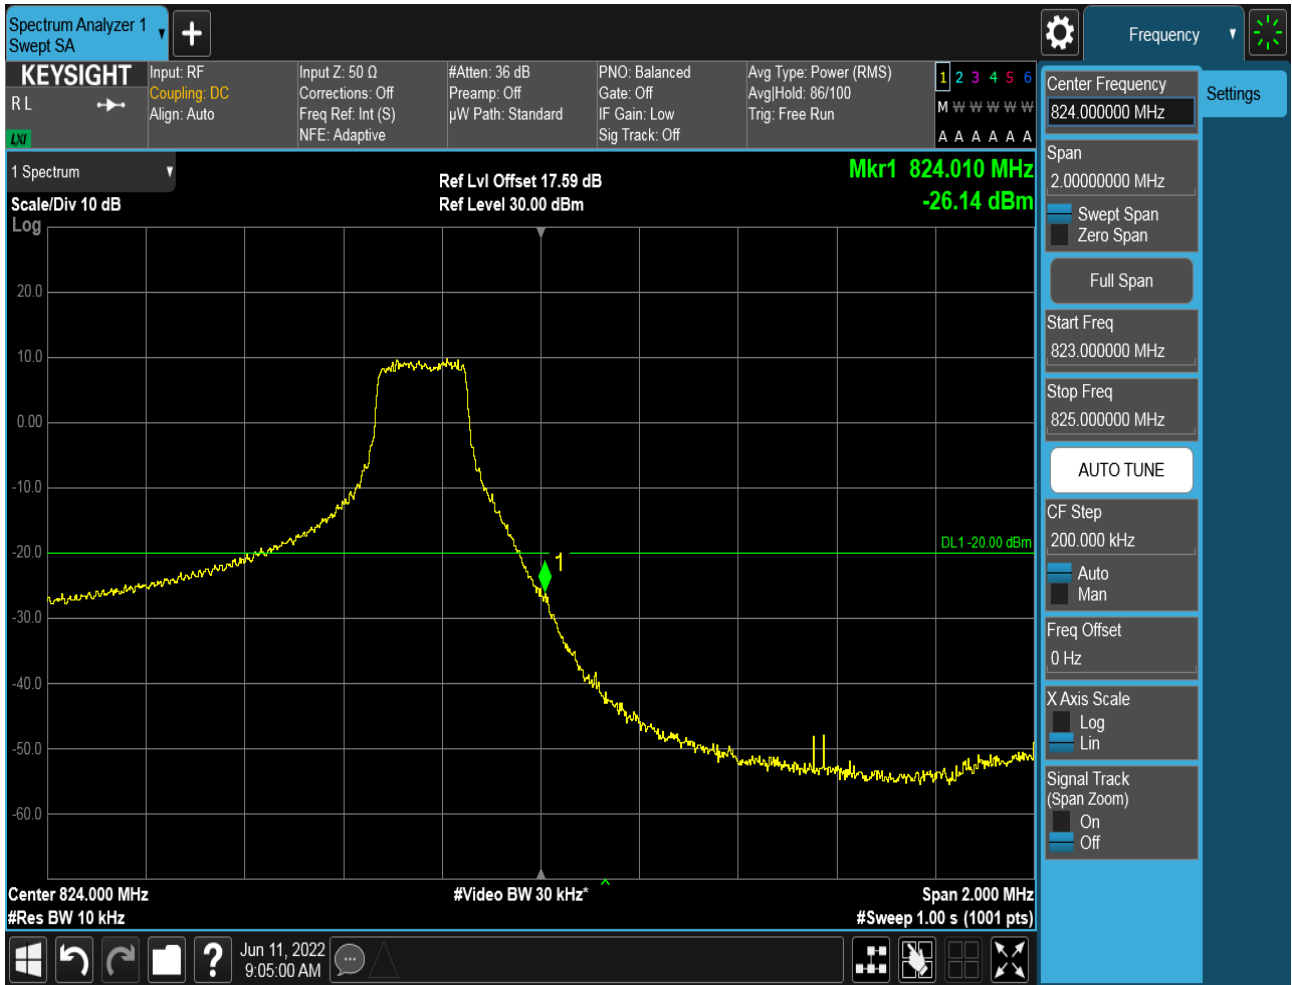 Spectrum Analyzer 1
Swept SA
Frequency
KEYSIGHT
R L
LXI
Input: RF
Coupling: DC
Align: Auto
Input Z: 50 Ω
Corrections: Off
Freq Ref: Int (S)
NFE: Adaptive
#Atten: 36 dB
Preamp: Off
µW Path: Standard
PNO: Balanced
Gate: Off
IF Gain: Low
Sig Track: Off
Avg Type: Power (RMS)
Avg|Hold: 86/100
Trig: Free Run
1 2 3 4 5 6
M W W W W W
A A A A A A
1 Spectrum
Scale/Div 10 dB
Log
Ref Lvl Offset 17.59 dB
Ref Level 30.00 dBm
Mkr1 824.010 MHz
-26.14 dBm
20.0
10.0
0.00
-10.0
-20.0
-30.0
-40.0
-50.0
-60.0
DL1 -20.00 dBm
1
Center 824.000 MHz
#Res BW 10 kHz
#Video BW 30 kHz*
Span 2.000 MHz
#Sweep 1.00 s (1001 pts)
Jun 11, 2022
9:05:00 AM
Center Frequency
824.000000 MHz
Settings
Span
2.00000000 MHz
Swept Span
Zero Span
Full Span
Start Freq
823.000000 MHz
Stop Freq
825.000000 MHz
AUTO TUNE
CF Step
200.000 kHz
Auto
Man
Freq Offset
0 Hz
X Axis Scale
Log
Lin
Signal Track
(Span Zoom)
On
Off